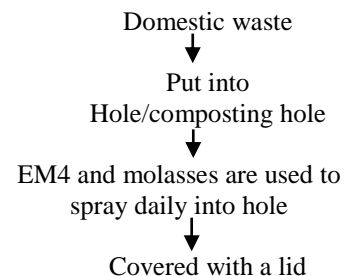 Domestic waste
Put into
Hole/composting hole
EM4 and molasses are used to
spray daily into hole
Covered with a lid